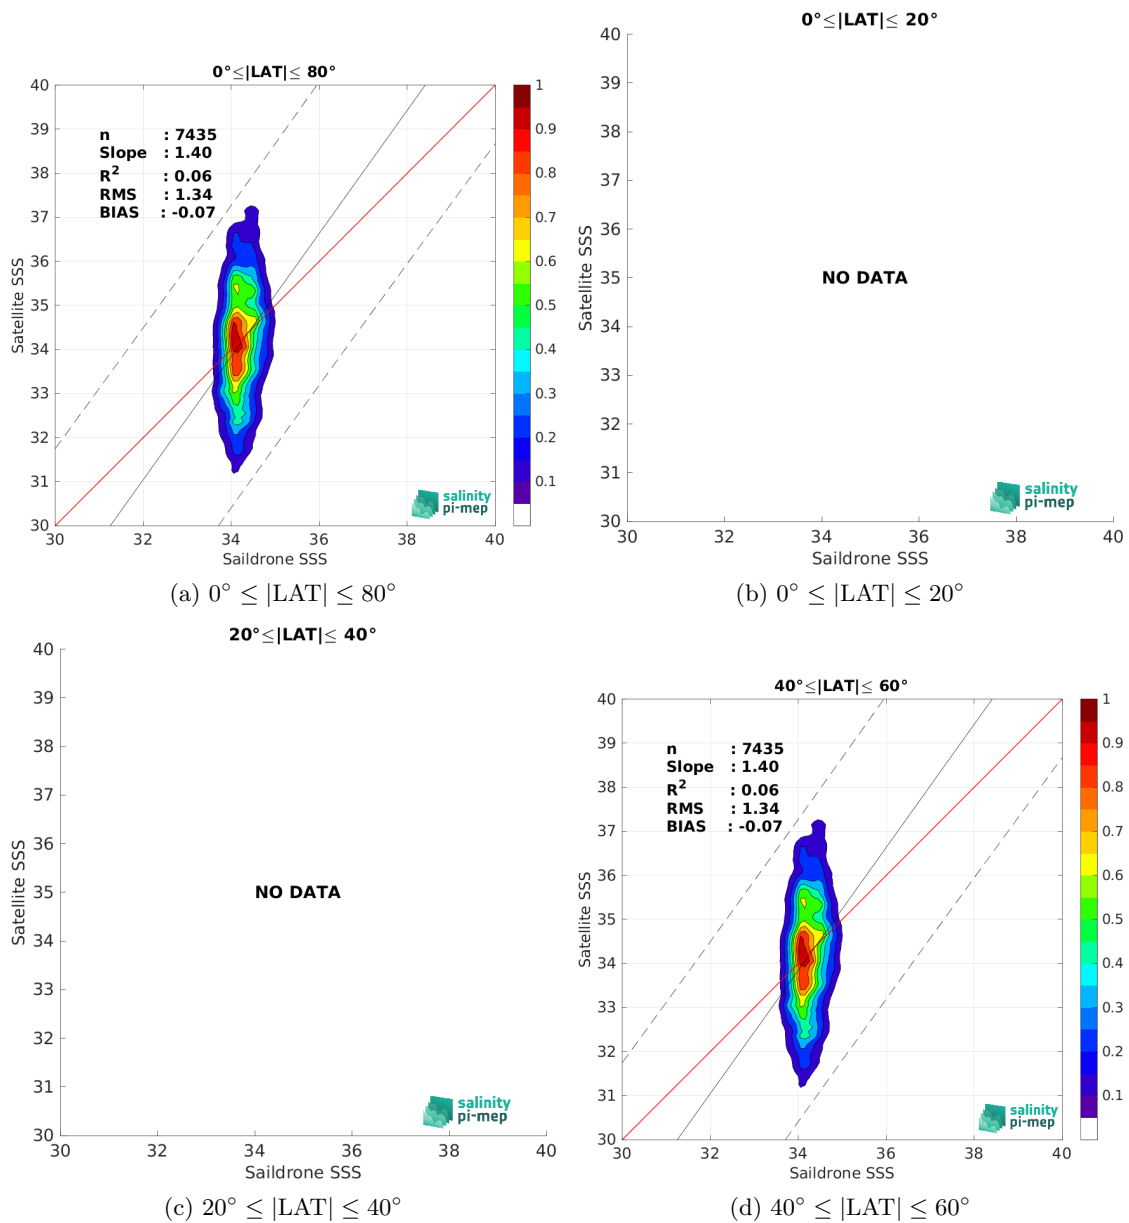 0°≤|LAT|≤ 80°
40
39
38
37
36
35
34
33
32
31
30
Satellite SSS
n : 7435
Slope : 1.40
R² : 0.06
RMS : 1.34
BIAS : -0.07
salinity
pi-mep
30 32 34 36 38 40
Saildrone SSS
1
0.9
0.8
0.7
0.6
0.5
0.4
0.3
0.2
0.1
(a) 0° ≤ |LAT| ≤ 80°
0°≤|LAT|≤ 20°
40
39
38
37
36
35
34
33
32
31
30
Satellite SSS
NO DATA
salinity
pi-mep
30 32 34 36 38 40
Saildrone SSS
(b) 0° ≤ |LAT| ≤ 20°
20°≤|LAT|≤ 40°
40
39
38
37
36
35
34
33
32
31
30
Satellite SSS
NO DATA
salinity
pi-mep
30 32 34 36 38 40
Saildrone SSS
(c) 20° ≤ |LAT| ≤ 40°
40°≤|LAT|≤ 60°
40
39
38
37
36
35
34
33
32
31
30
Satellite SSS
n : 7435
Slope : 1.40
R² : 0.06
RMS : 1.34
BIAS : -0.07
salinity
pi-mep
30 32 34 36 38 40
Saildrone SSS
1
0.9
0.8
0.7
0.6
0.5
0.4
0.3
0.2
0.1
(d) 40° ≤ |LAT| ≤ 60°